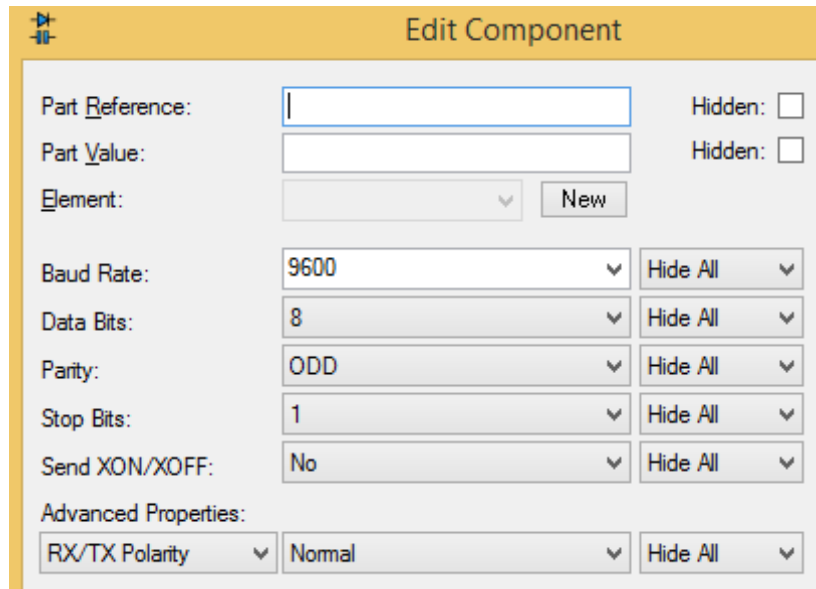 Edit Component
Part Reference: Hidden:
Part Value: Hidden:
Element: New
Baud Rate: 9600 Hide All
Data Bits: 8 Hide All
Parity: ODD Hide All
Stop Bits: 1 Hide All
Send XON/XOFF: No Hide All
Advanced Properties:
RX/TX Polarity Normal Hide All